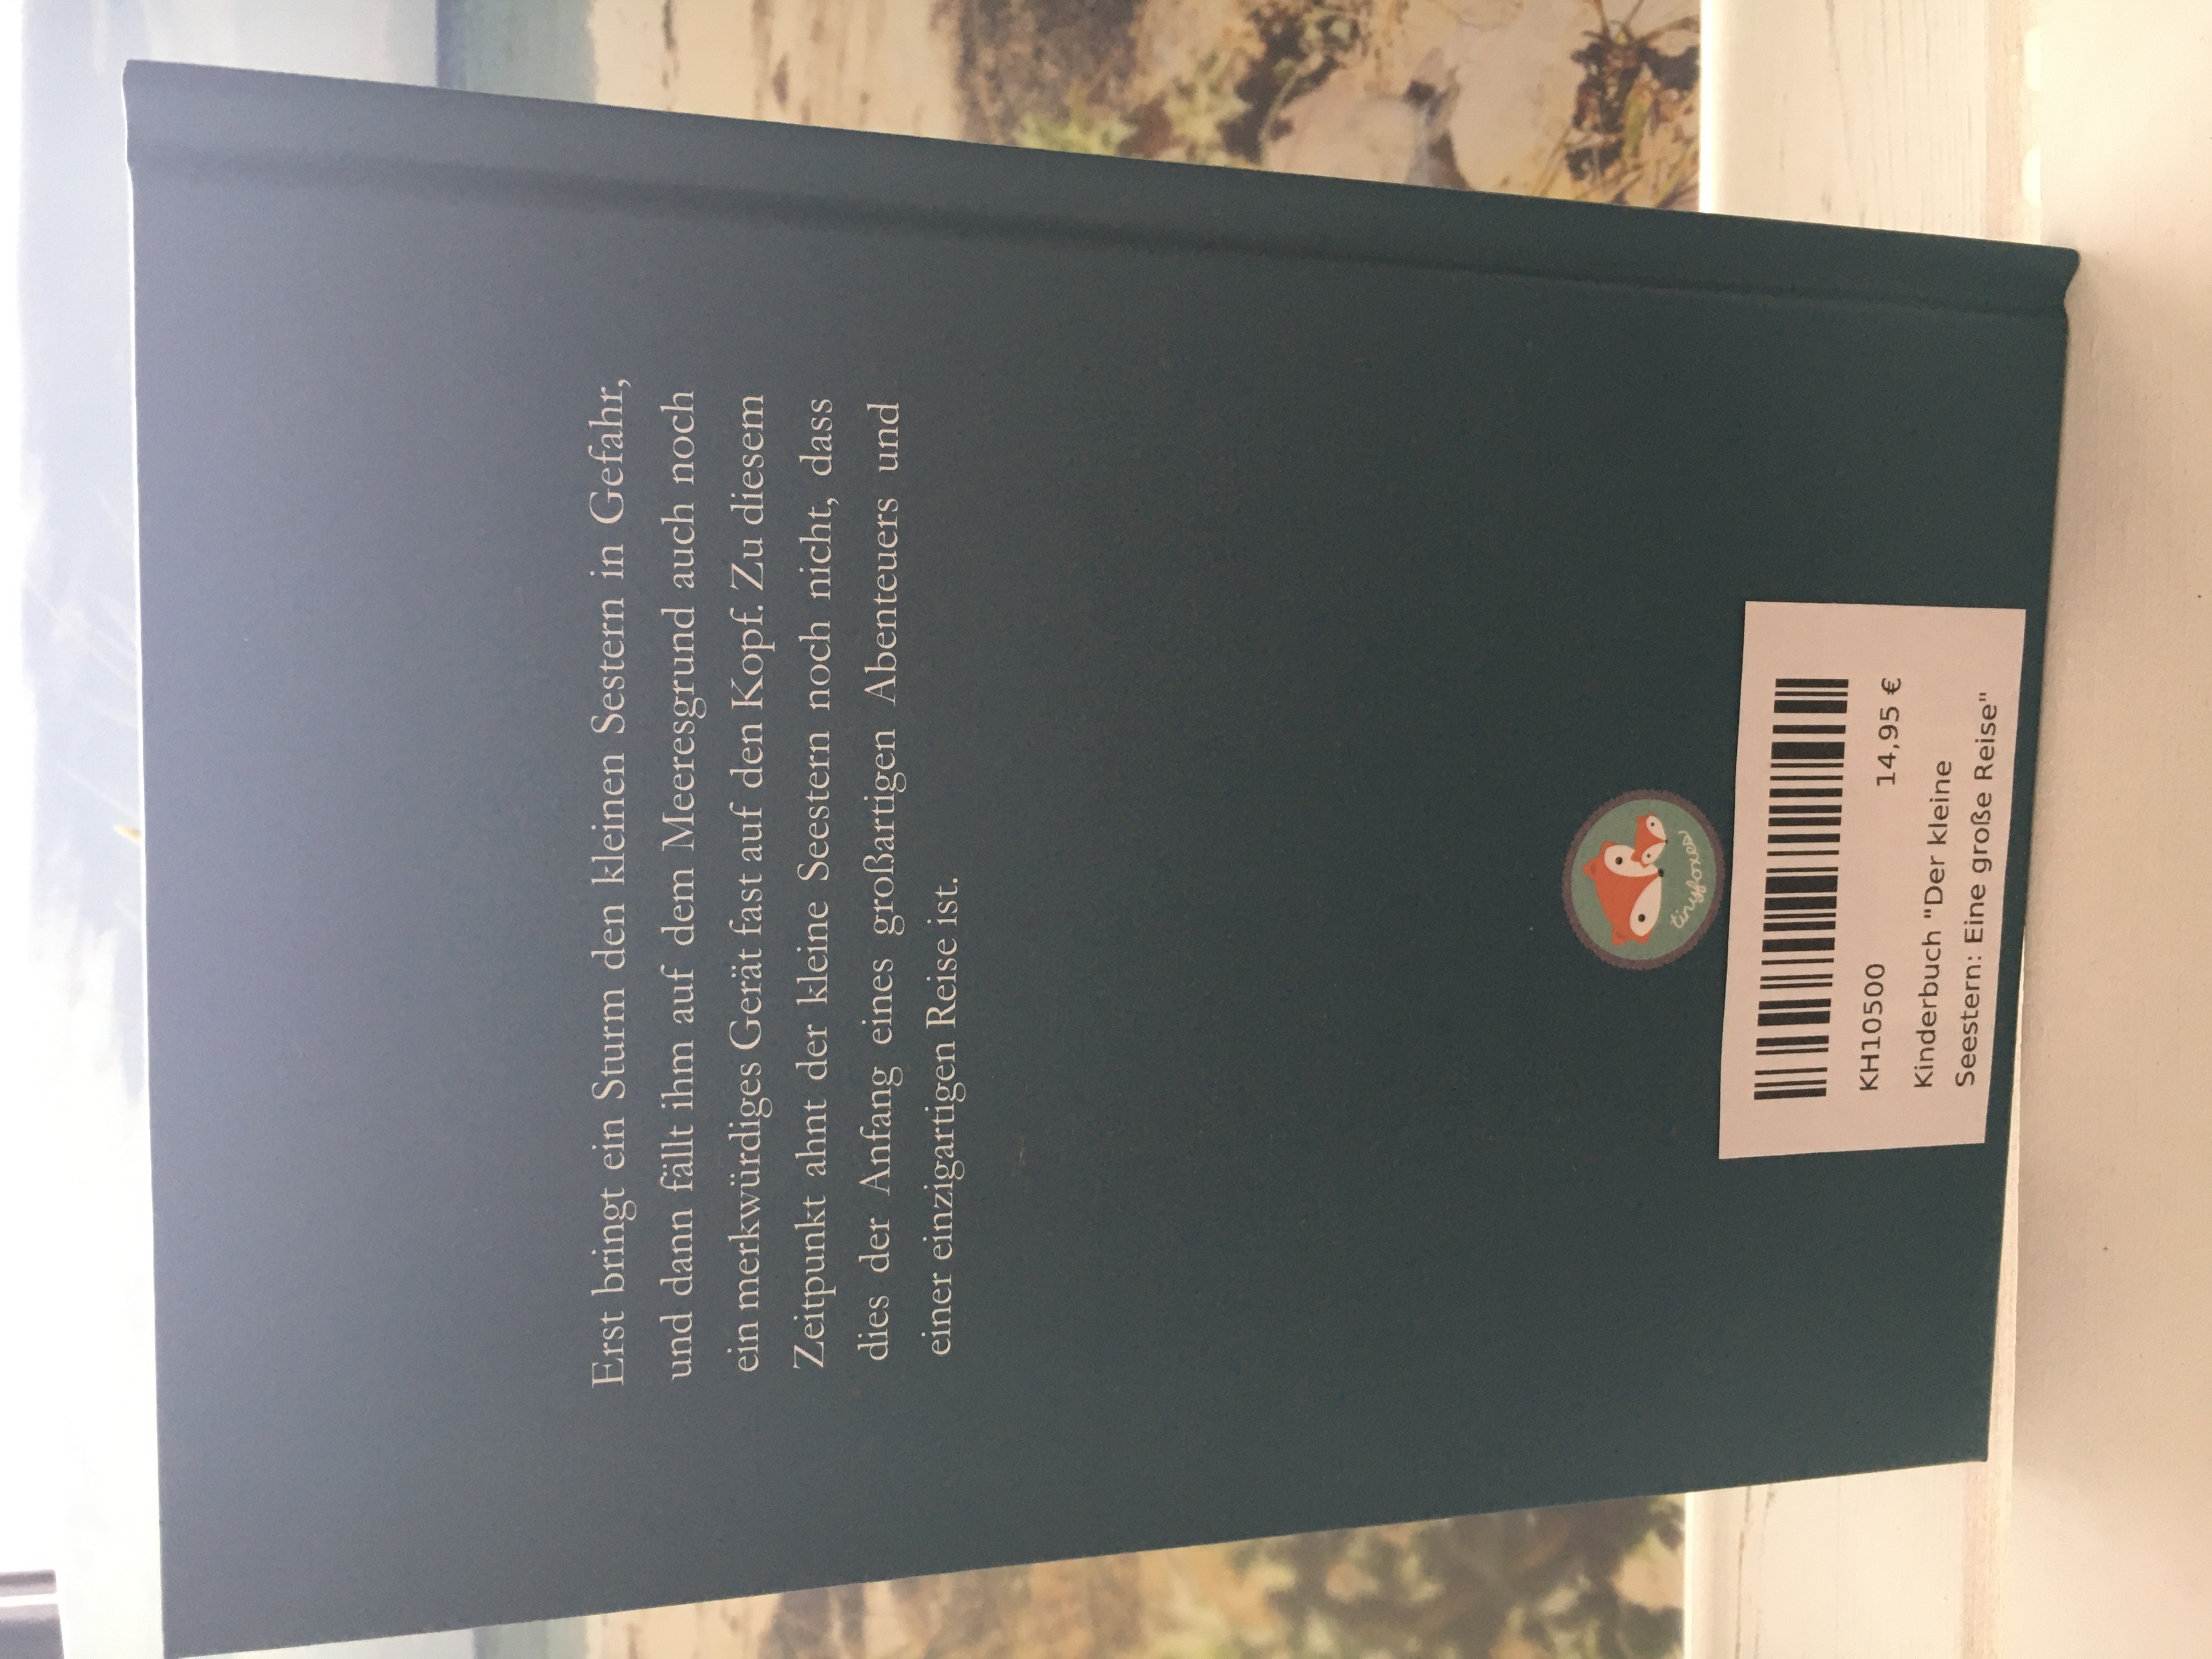 Erst bringt ein Sturm den kleinen Sestern in Gefahr,
und dann fällt ihm auf dem Meeresgrund auch noch
ein merkwürdiges Gerät fast auf den Kopf. Zu diesem
Zeitpunkt ahnt der kleine Seestern noch nicht, dass
dies der Anfang eines großartigen Abenteuers und
einer einzigartigen Reise ist.
tinyfoxes
KH10500 14,95 €
Kinderbuch "Der kleine
Seestern: Eine große Reise"